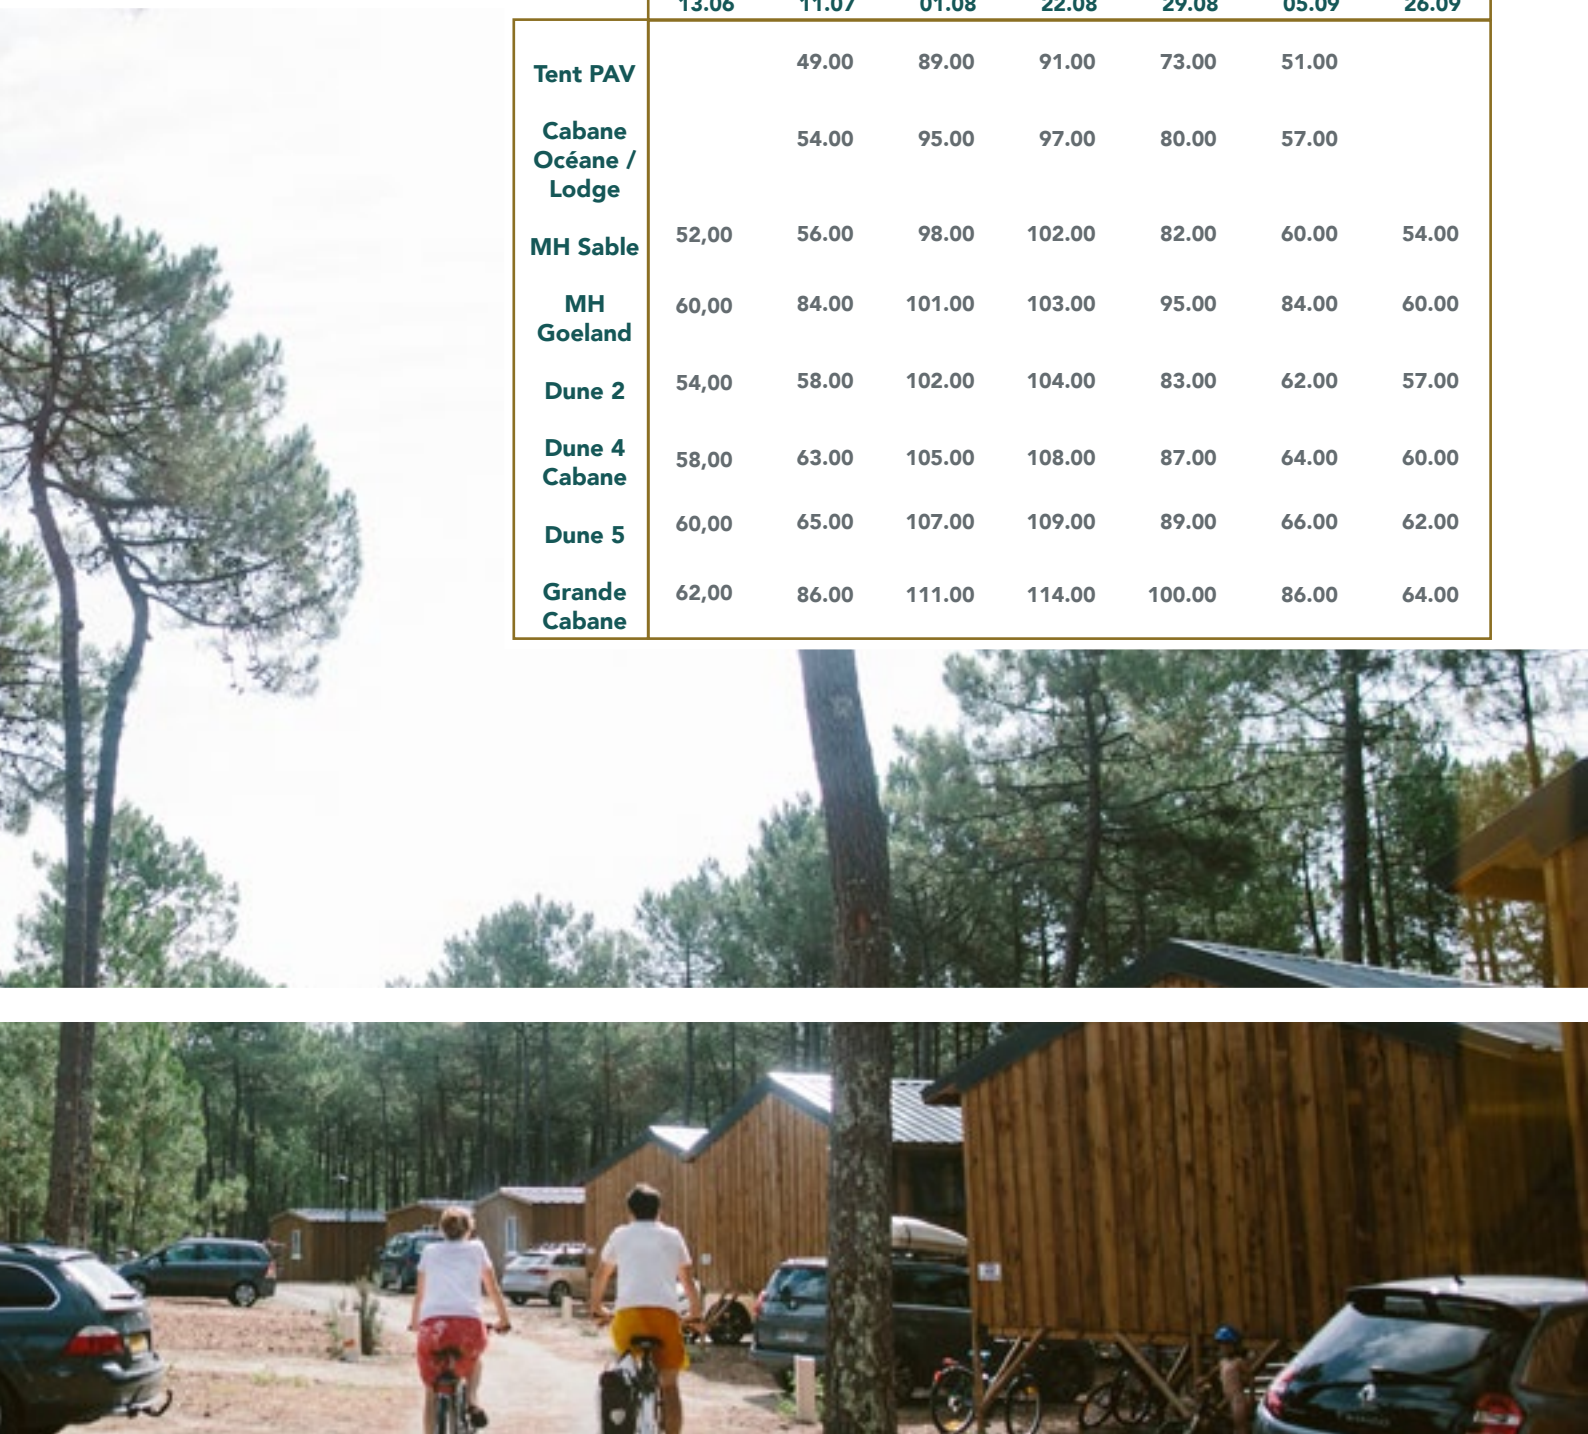 13.06 11.07 01.08 22.08 29.08 05.09 26.09
Tent PAV 49.00 89.00 91.00 73.00 51.00
Cabane
Océane / 54.00 95.00 97.00 80.00 57.00
Lodge
MH Sable 52,00 56.00 98.00 102.00 82.00 60.00 54.00
MH
Goeland 60,00 84.00 101.00 103.00 95.00 84.00 60.00
Dune 2 54,00 58.00 102.00 104.00 83.00 62.00 57.00
Dune 4
Cabane 58,00 63.00 105.00 108.00 87.00 64.00 60.00
Dune 5 60,00 65.00 107.00 109.00 89.00 66.00 62.00
Grande
Cabane 62,00 86.00 111.00 114.00 100.00 86.00 64.00